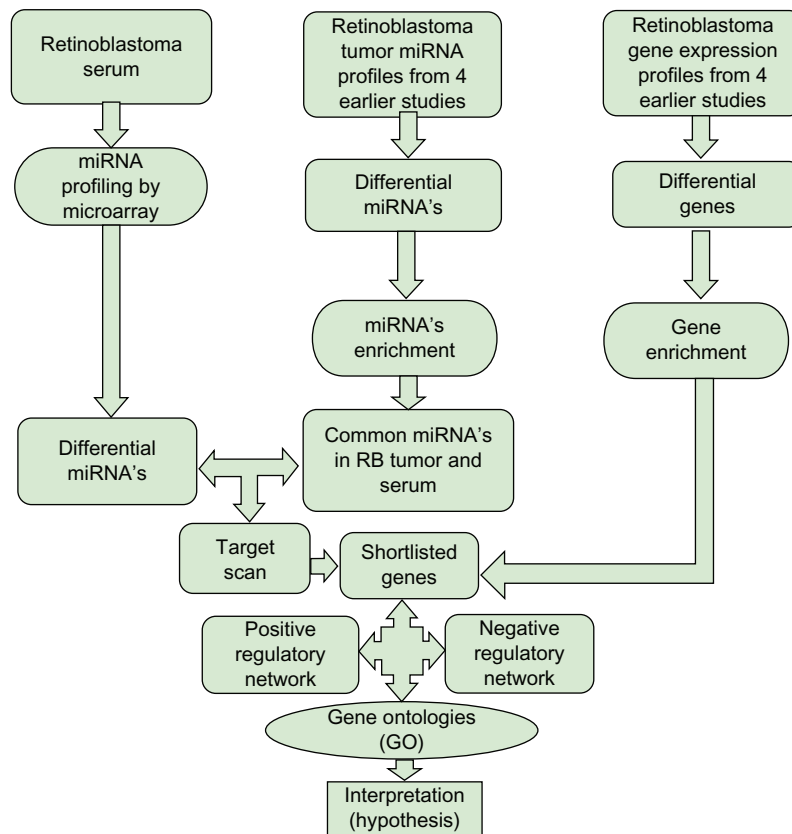 Retinoblastoma
serum
Retinoblastoma
tumor miRNA
profiles from 4
earlier studies
Retinoblastoma
gene expression
profiles from 4
earlier studies
miRNA
profiling by
microarray
Differential
miRNA’s
Differential
genes
miRNA’s
enrichment
Gene
enrichment
Differential
miRNA’s
Common miRNA’s
in RB tumor and
serum
Target
scan
Shortlisted
genes
Positive
regulatory
network
Negative
regulatory
network
Gene ontologies
(GO)
Interpretation
(hypothesis)